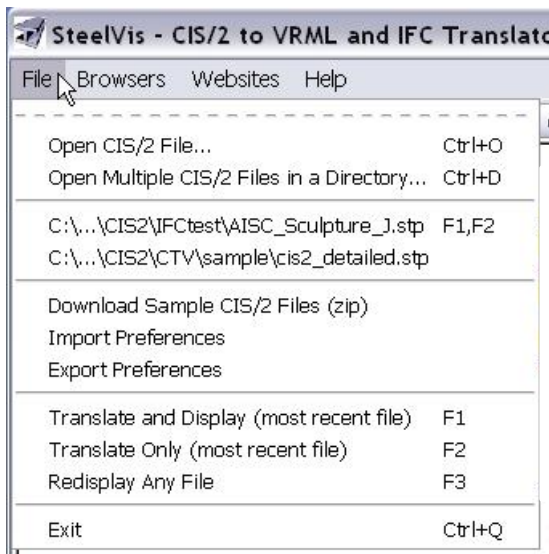 SteelVis - CIS/2 to VRML and IFC Translato
File Browsers Websites Help
Open CIS/2 File... Ctrl+O
Open Multiple CIS/2 Files in a Directory... Ctrl+D
C:\...\CIS2\IFCtest\AISC_Sculpture_J.stp F1,F2
C:\...\CIS2\CTV\sample\cis2_detailed.stp
Download Sample CIS/2 Files (zip)
Import Preferences
Export Preferences
Translate and Display (most recent file) F1
Translate Only (most recent file) F2
Redisplay Any File F3
Exit Ctrl+Q